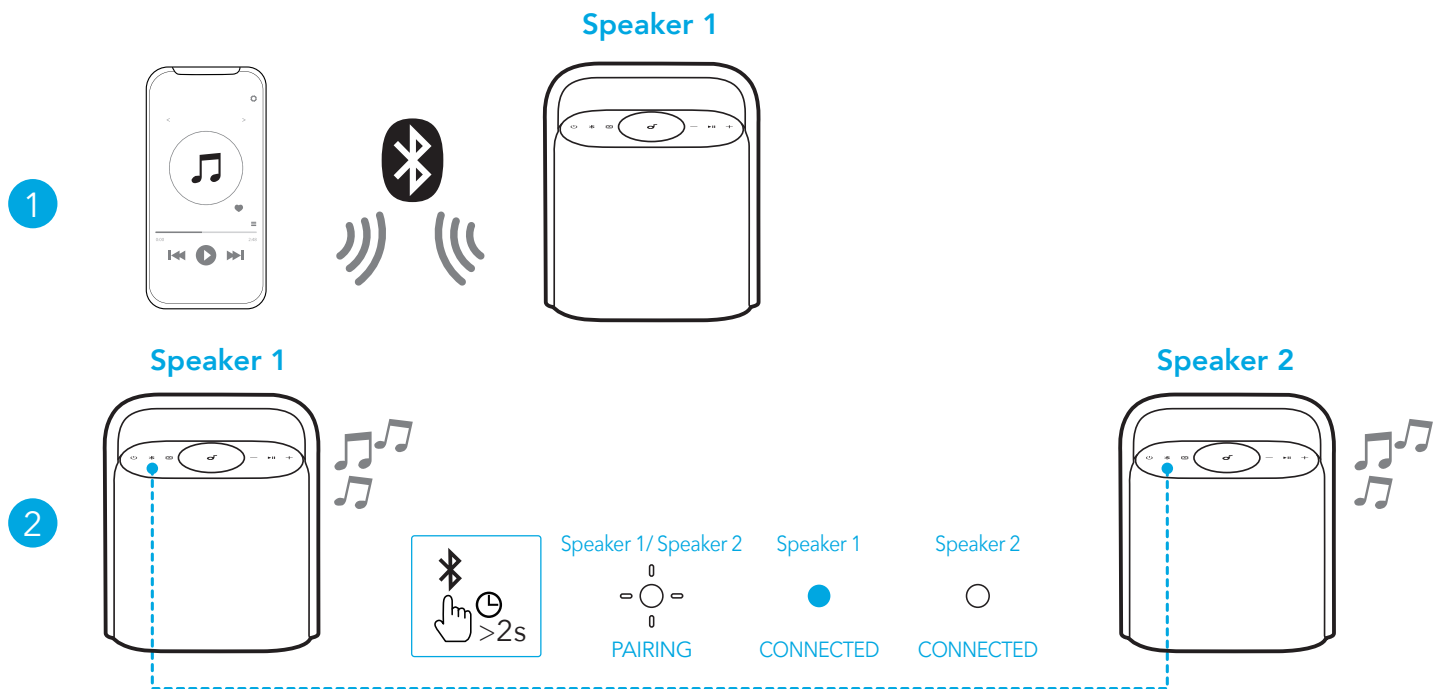 Speaker 1
1
Speaker 1
Speaker 2
2
Speaker 1/ Speaker 2
Speaker 1
Speaker 2
>2s
PAIRING
CONNECTED
CONNECTED